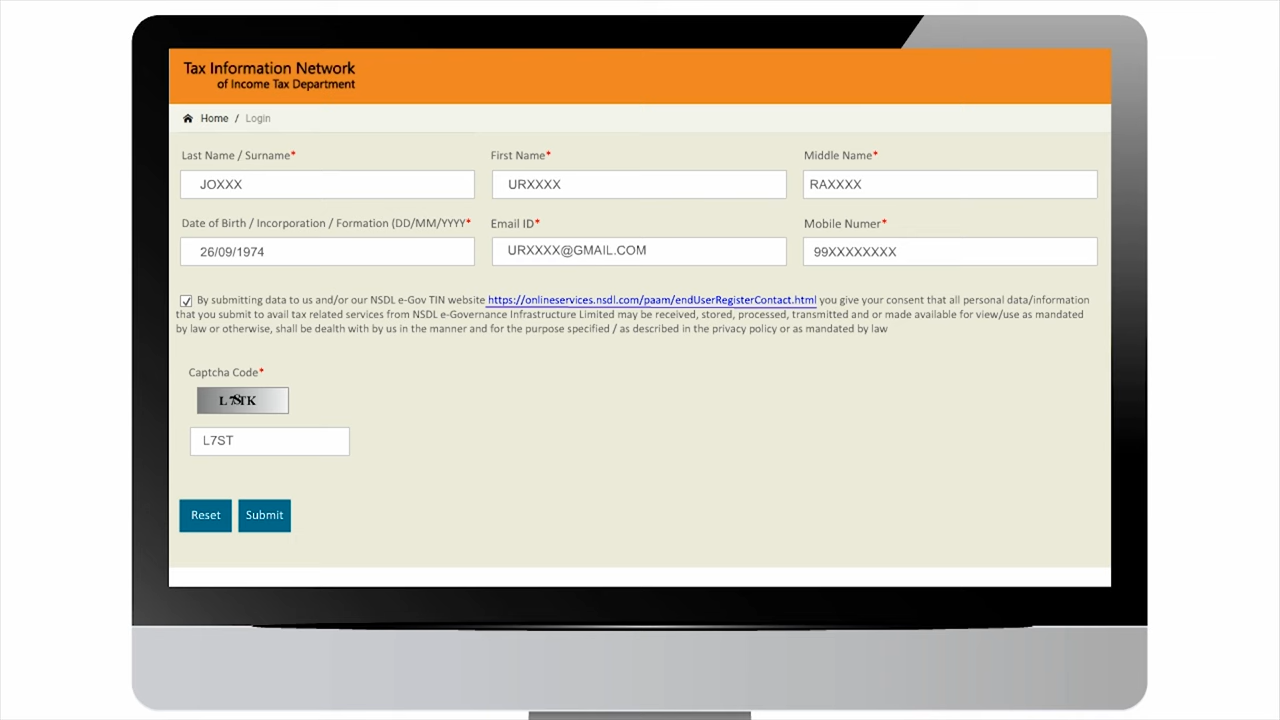 Tax Information Network
of Income Tax Department
Home / Login
Last Name / Surname* First Name* Middle Name*
JOXXX URXXXX RAXXXX
Date of Birth / Incorporation / Formation (DD/MM/YYYY* Email ID* Mobile Numer*
26/09/1974 URXXXX@GMAIL.COM 99XXXXXXXX
By submitting data to us and/or our NSDL e-Gov TIN website https://onlineservices.nsdl.com/paam/endUserRegisterContact.html you give your consent that all personal data/information
that you submit to avail tax related services from NSDL e-Governance Infrastructure Limited may be received, stored, processed, transmitted and or made available for view/use as mandated
by law or otherwise, shall be dealth with by us in the manner and for the purpose specified / as described in the privacy policy or as mandated by law
Captcha Code*
L7STK
L7ST
Reset Submit